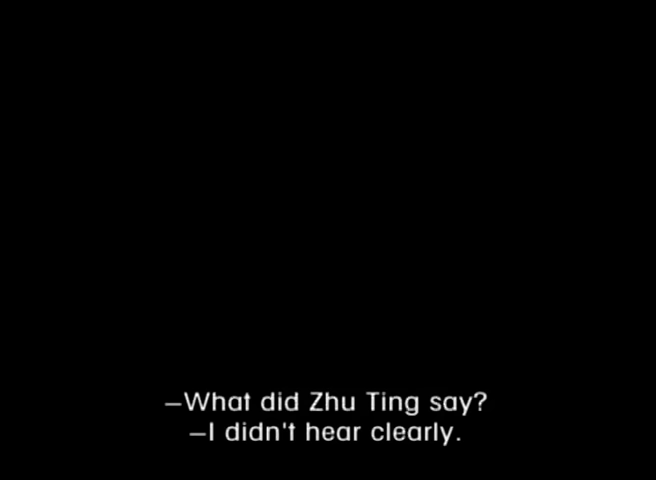 –What did Zhu Ting say?
–I didn't hear clearly.